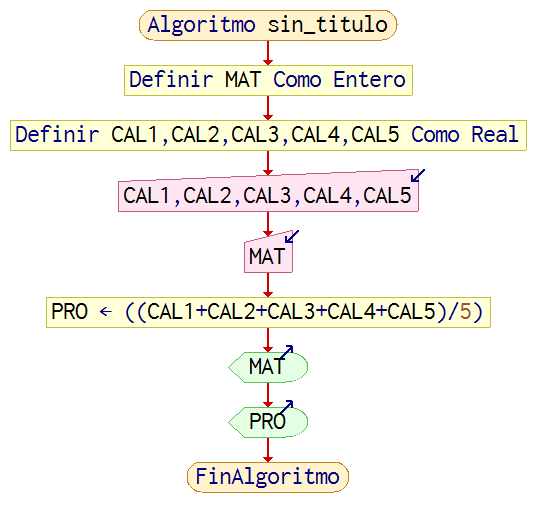 Algoritmo sin_titulo
Definir MAT Como Entero
Definir CAL1,CAL2,CAL3,CAL4,CAL5 Como Real
CAL1,CAL2,CAL3,CAL4,CAL5
MAT
PRO ← ((CAL1+CAL2+CAL3+CAL4+CAL5)/5)
MAT
PRO
FinAlgoritmo